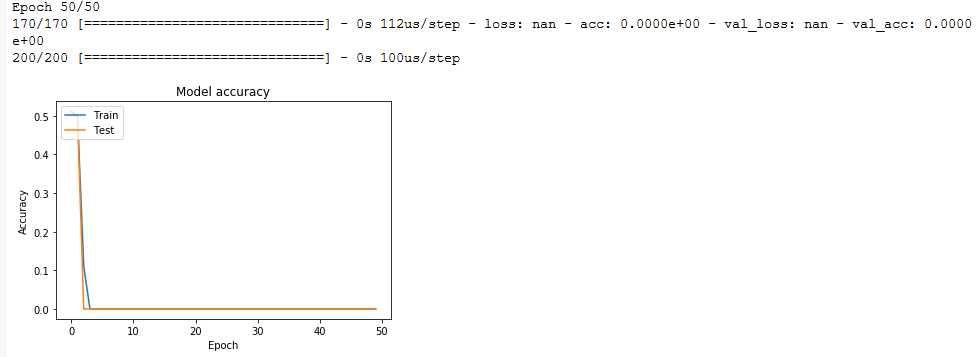 Epoch 50/50
170/170 [==============================] - 0s 112us/step - loss: nan - acc: 0.0000e+00 - val_loss: nan - val_acc: 0.0000
e+00
200/200 [==============================] - 0s 100us/step
Model accuracy
Train
Test
Accuracy
0.5
0.4
0.3
0.2
0.1
0.0
0 10 20 30 40 50
Epoch